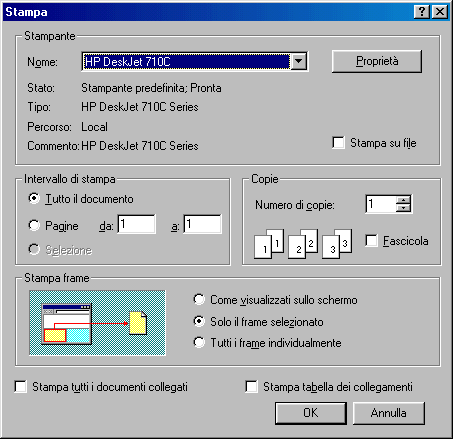 Stampa
Stampante
Nome: HP DeskJet 710C Proprietà
Stato: Stampante predefinita; Pronta
Tipo: HP DeskJet 710C Series
Percorso: Local
Commento: HP DeskJet 710C Series Stampa su file
Intervallo di stampa
Tutto il documento
Pagine da: 1 a: 1
Selezione
Copie
Numero di copie: 1
1 1 2 2 3 3 Fascicola
Stampa frame
Come visualizzati sullo schermo
Solo il frame selezionato
Tutti i frame individualmente
Stampa tutti i documenti collegati Stampa tabella dei collegamenti
OK Annulla